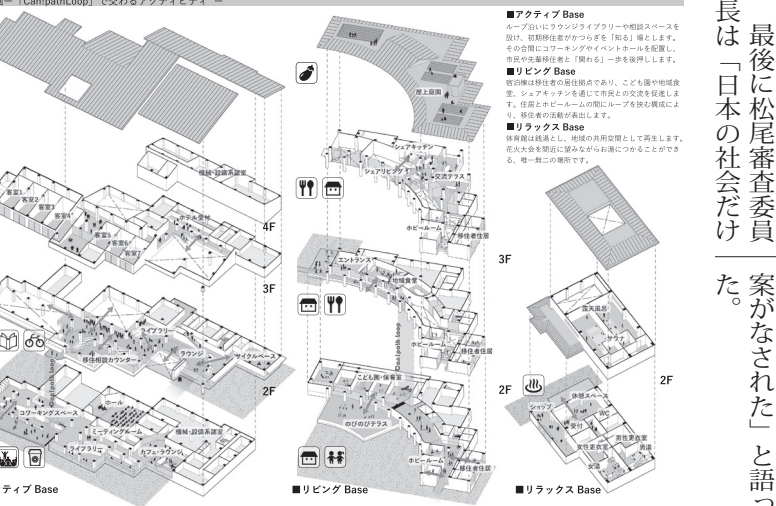 画―「Can!pathLoop」で交わるアクティビティ ―
■アクティブ Base
ループ沿いにラウンジライブラリーや相談スペースを
設け、初期移住者がかつらぎを「知る」場とします。
その合間にコワーキングやイベントホールを配置し、
市民や先輩移住者と「関わる」一歩を後押しします。
■リビング Base
宿泊棟は移住者の居住拠点であり、こども園や地域食
堂、シェアキッチンを通じて市民との交流を促進しま
す。住居とホビールームの間にループを挟む構成によ
り、移住者の活動が表出します。
■リラックス Base
体育館は銭湯とし、地域の共用空間として再生します。
花火大会を間近に望みながらお湯につかることができ
る、唯一無二の場所です。
機械・設備系諸室
客室1
客室2
客室3
客室4
客室5
客室6
客室7
ホテル受付
4F
3F
ライブラリー
移住相談カウンター
ラウンジ
サイクルベース
Can!path loop
2F
コワーキングスペース
ホール
ミーティングルーム
ライブラリー
機械・設備系諸室
カフェ・ラウンジ
ティブ Base
屋上庭園
シェアキッチン
シェアリビング
交流テラス
ホビールーム
移住者住居
3F
エントランス
地域食堂
Can!path loop
ホビールーム
移住者住居
2F
こども園・保育室
のびのびテラス
ホビールーム
移住者住居
■リビング Base
露天風呂
サウナ
2F
休憩スペース
ショップ
受付
WC
男性更衣室
女性更衣室
男湯
女湯
■リラックス Base
最後に松尾審査委員
長は「日本の社会だけ
案がなされた」と語っ
た。